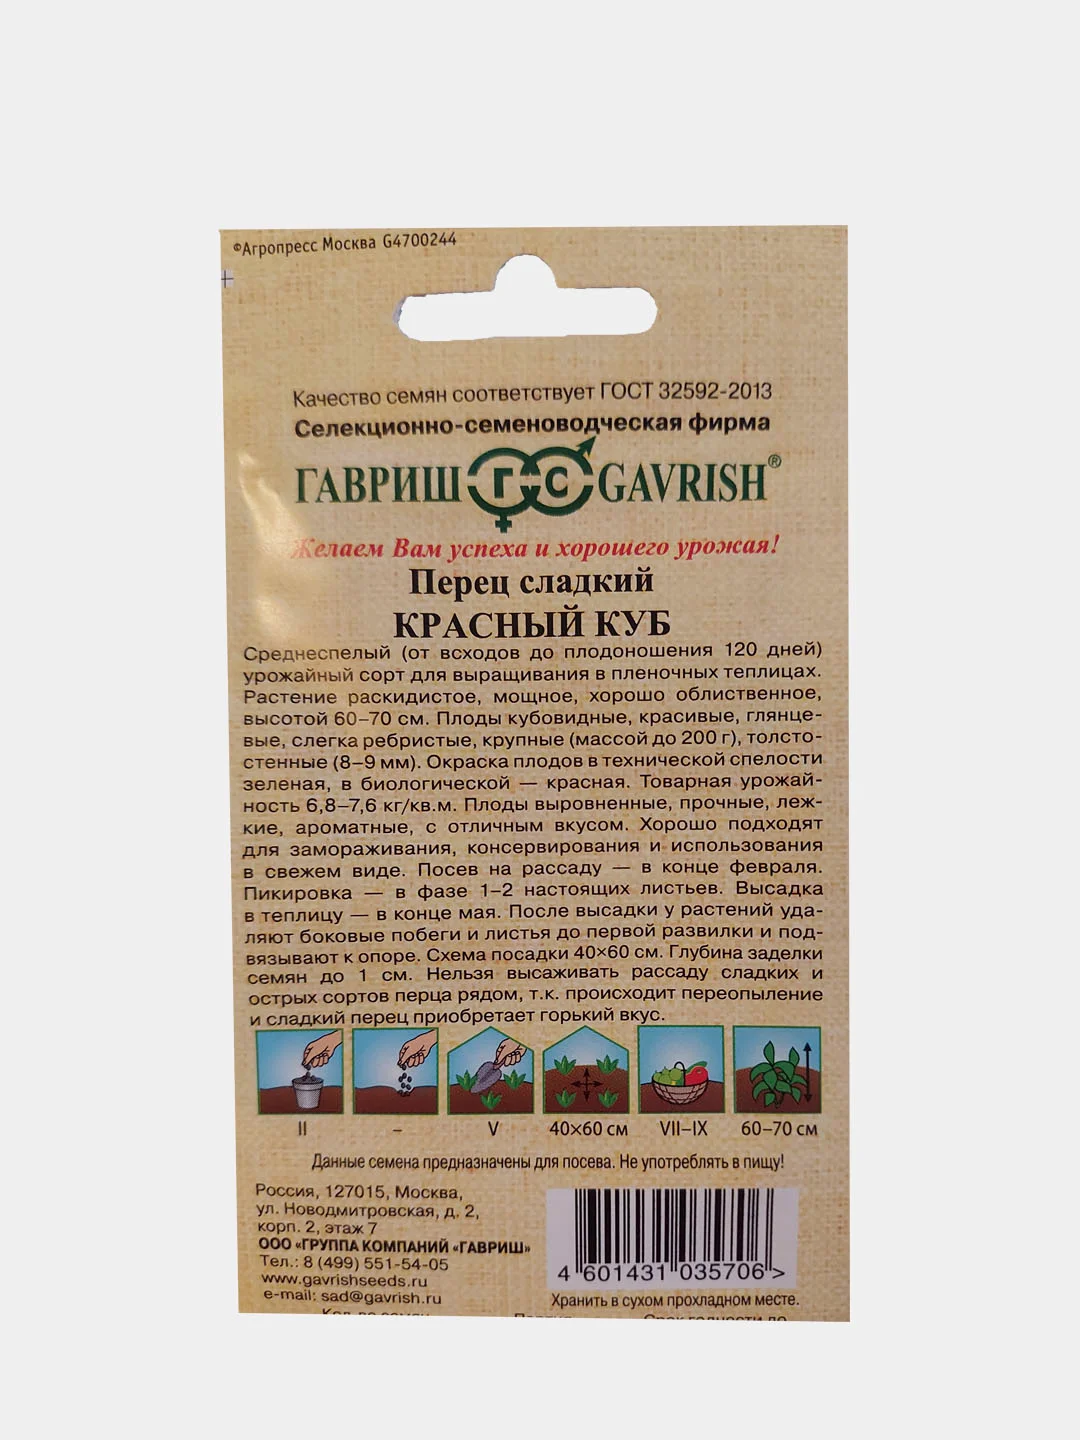 ©Агропресс Москва G4700244
Качество семян соответствует ГОСТ 32592-2013
Селекционно-семеноводческая фирма
ГАВРИШ ГС GAVRISH®
Желаем Вам успеха и хорошего урожая!
Перец сладкий
КРАСНЫЙ КУБ
Среднеспелый (от всходов до плодоношения 120 дней)
урожайный сорт для выращивания в пленочных теплицах.
Растение раскидистое, мощное, хорошо облиственное,
высотой 60–70 см. Плоды кубовидные, красивые, глянце-
вые, слегка ребристые, крупные (массой до 200 г), толсто-
стенные (8–9 мм). Окраска плодов в технической спелости
зеленая, в биологической — красная. Товарная урожай-
ность 6,8–7,6 кг/кв.м. Плоды выровненные, прочные, леж-
кие, ароматные, с отличным вкусом. Хорошо подходят
для замораживания, консервирования и использования
в свежем виде. Посев на рассаду — в конце февраля.
Пикировка — в фазе 1–2 настоящих листьев. Высадка
в теплицу — в конце мая. После высадки у растений уда-
ляют боковые побеги и листья до первой развилки и под-
вязывают к опоре. Схема посадки 40×60 см. Глубина заделки
семян до 1 см. Нельзя высаживать рассаду сладких и
острых сортов перца рядом, т.к. происходит переопыление
и сладкий перец приобретает горький вкус.
II – V 40×60 см VII–IX 60–70 см
Данные семена предназначены для посева. Не употреблять в пищу!
Россия, 127015, Москва,
ул. Новодмитровская, д. 2,
корп. 2, этаж 7
ООО «ГРУППА КОМПАНИЙ «ГАВРИШ»
Тел.: 8 (499) 551-54-05
www.gavrishseeds.ru
e-mail: sad@gavrish.ru
4 601431 035706 >
Хранить в сухом прохладном месте.